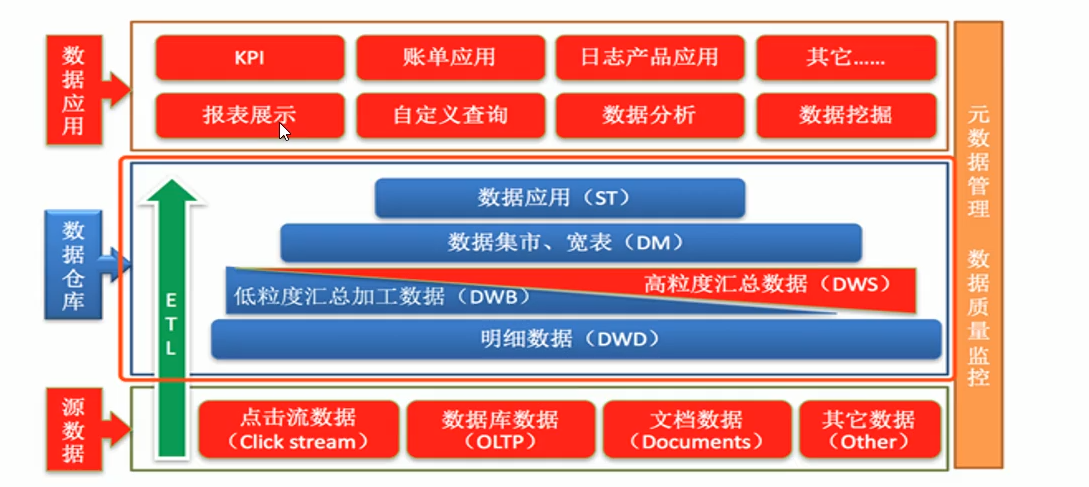 数据应用
KPI
账单应用
日志产品应用
其它......
报表展示
自定义查询
数据分析
数据挖掘
数据仓库
ETL
数据应用（ST）
数据集市、宽表（DM）
低粒度汇总加工数据（DWB）
高粒度汇总数据（DWS）
明细数据（DWD）
源数据
点击流数据
（Click stream）
数据库数据
（OLTP）
文档数据
（Documents）
其它数据
（Other）
元数据管理
数据质量监控